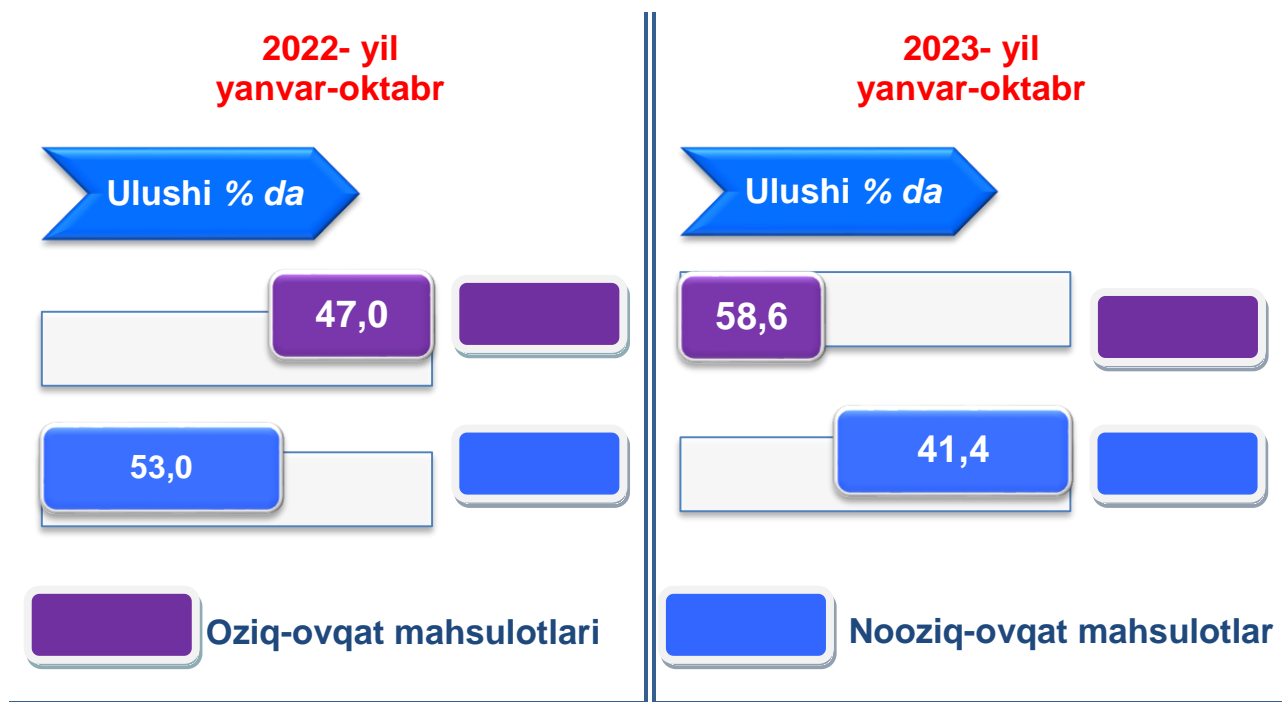 2022- yil
yanvar-oktabr
Ulushi % da
47,0
53,0
Oziq-ovqat mahsulotlari
2023- yil
yanvar-oktabr
Ulushi % da
58,6
41,4
Nooziq-ovqat mahsulotlar